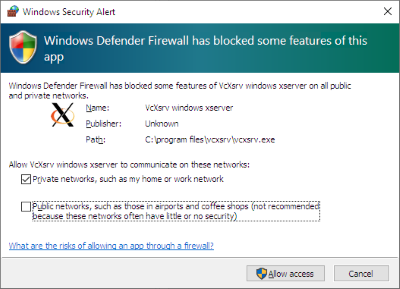 Windows Security Alert
Windows Defender Firewall has blocked some features of this
app
Windows Defender Firewall has blocked some features of VcXsrv windows xserver on all public
and private networks.
Name: VcXsrv windows xserver
Publisher: Unknown
Path: C:\program files\vcxsrv\vcxsrv.exe
Allow VcXsrv windows xserver to communicate on these networks:
Private networks, such as my home or work network
Public networks, such as those in airports and coffee shops (not recommended
because these networks often have little or no security)
What are the risks of allowing an app through a firewall?
Allow access Cancel